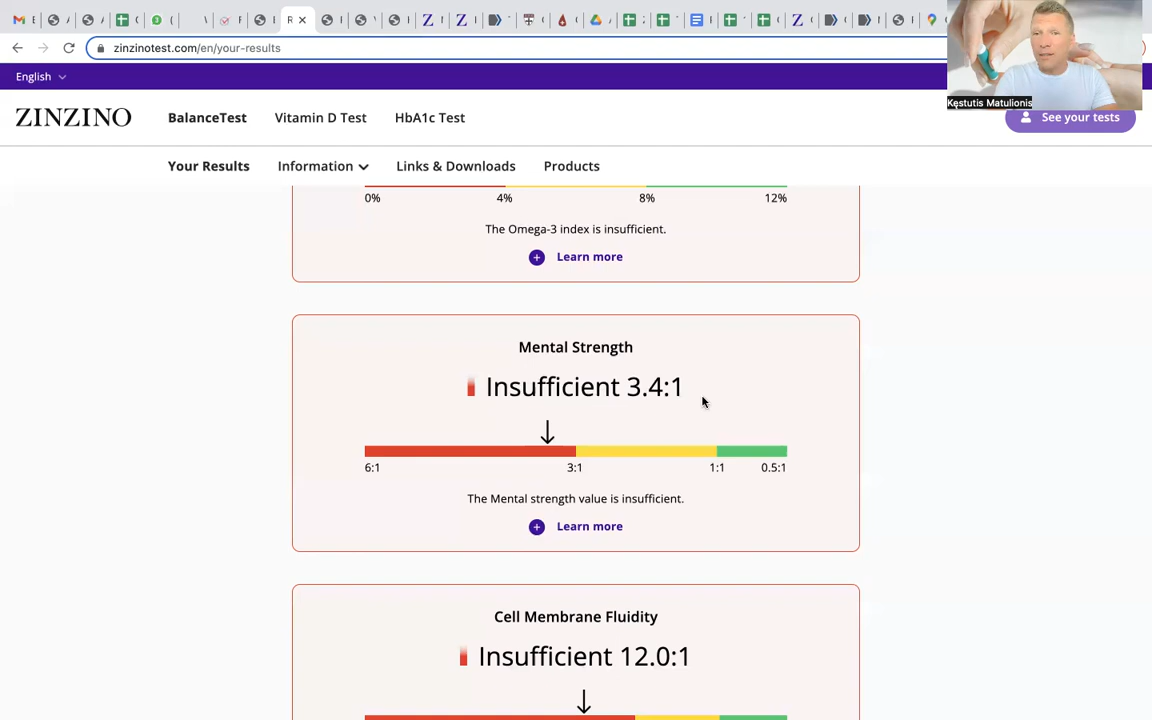 zinzinotest.com/en/your-results
English
Kęstutis Matulionis
ZINZINO
BalanceTest
Vitamin D Test
HbA1c Test
See your tests
Your Results
Information
Links & Downloads
Products
0%
4%
8%
12%
The Omega-3 index is insufficient.
Learn more
Mental Strength
Insufficient 3.4:1
6:1
3:1
1:1
0.5:1
The Mental strength value is insufficient.
Learn more
Cell Membrane Fluidity
Insufficient 12.0:1